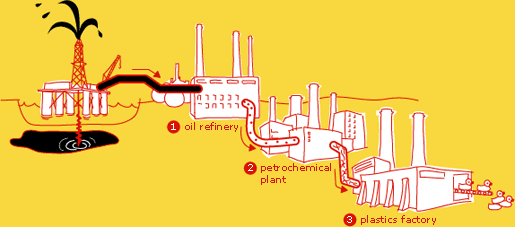 1 oil refinery
2 petrochemical
plant
3 plastics factory